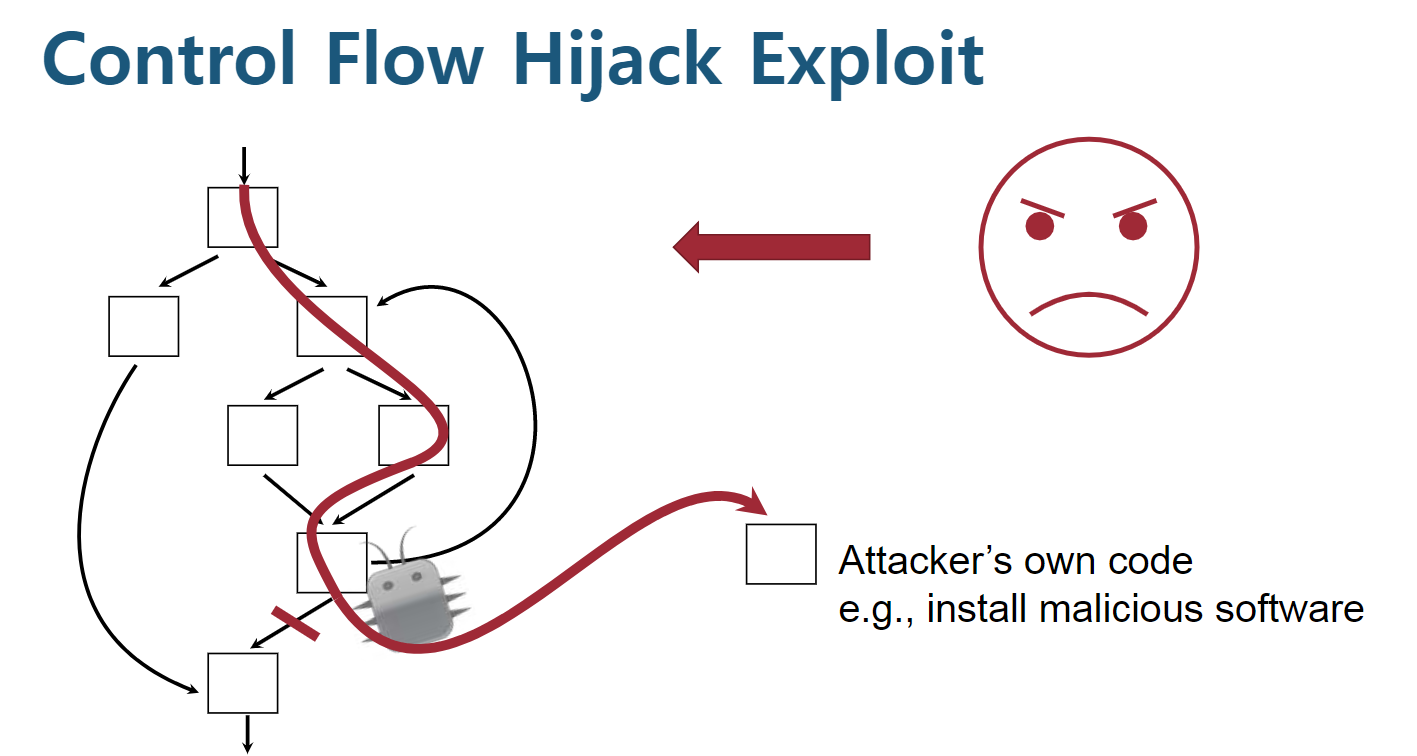 Control Flow Hijack Exploit
Attacker’s own code
e.g., install malicious software